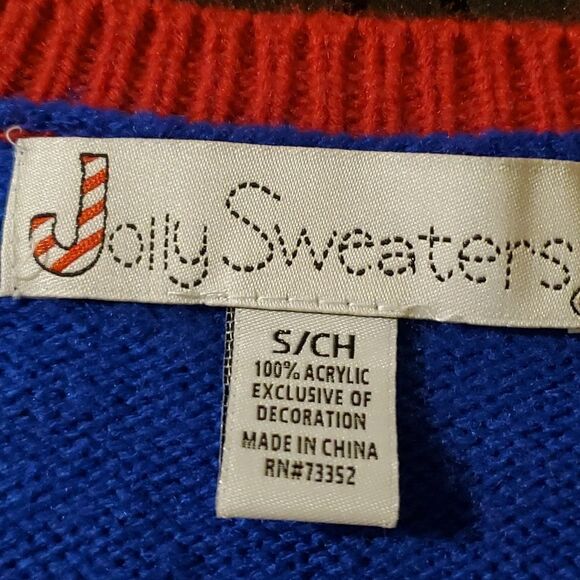 Jolly Sweaters
S/CH
100% ACRYLIC
EXCLUSIVE OF
DECORATION
MADE IN CHINA
RN#73352